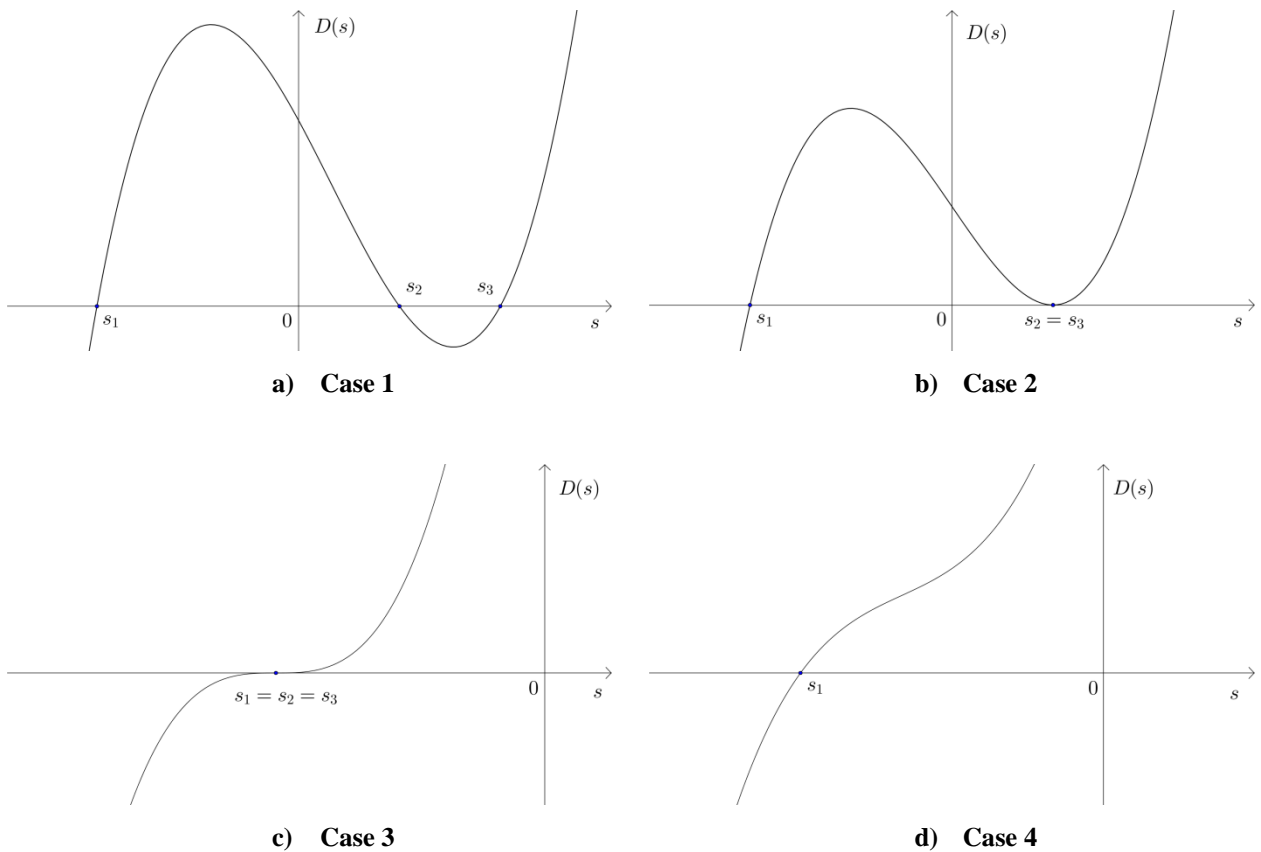 D(s)
s₁
0
s₂
s₃
s
a) Case 1
D(s)
s₁
0
s₂ = s₃
s
b) Case 2
D(s)
s₁ = s₂ = s₃
0
s
c) Case 3
D(s)
s₁
0
s
d) Case 4